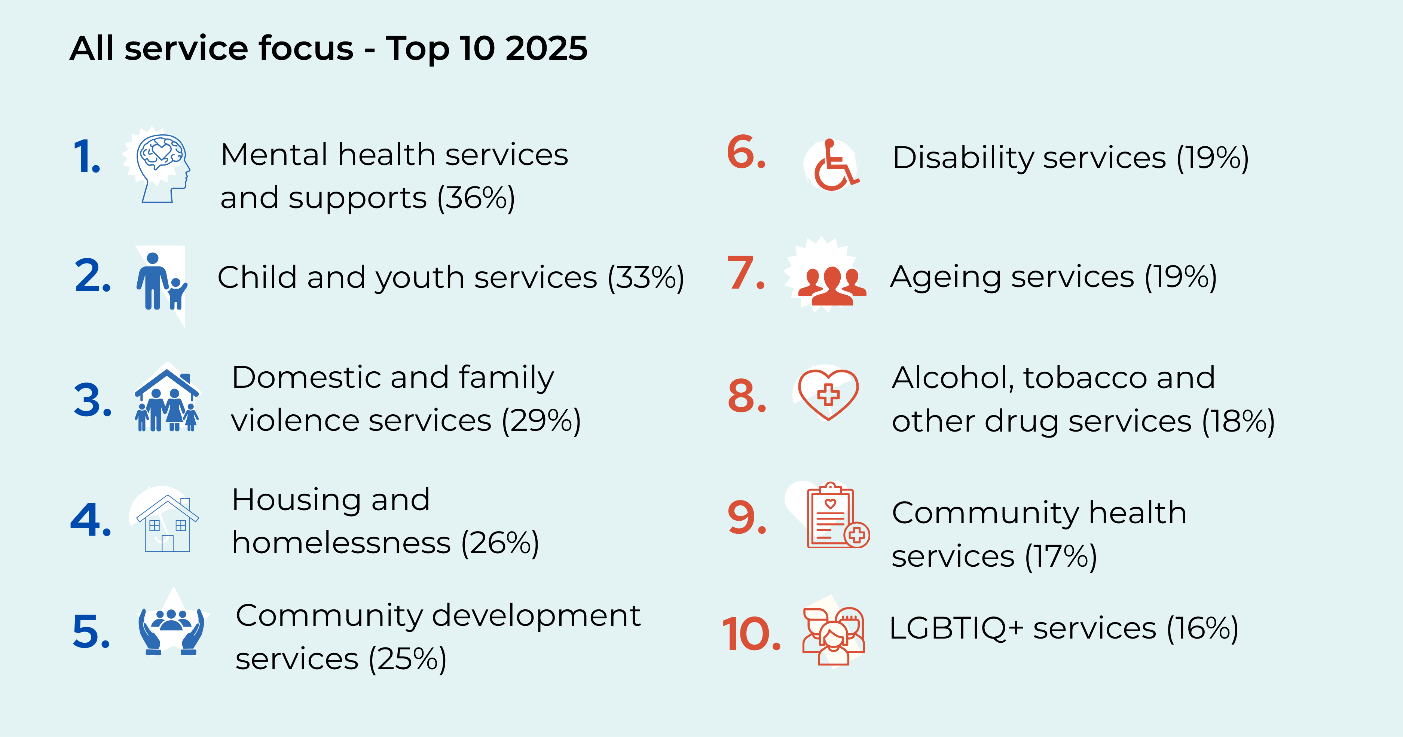 All service focus - Top 10 2025
1.
Mental health services
and supports (36%)
2.
Child and youth services (33%)
3.
Domestic and family
violence services (29%)
4.
Housing and
homelessness (26%)
5.
Community development
services (25%)
6.
Disability services (19%)
7.
Ageing services (19%)
8.
Alcohol, tobacco and
other drug services (18%)
9.
Community health
services (17%)
10.
LGBTIQ+ services (16%)